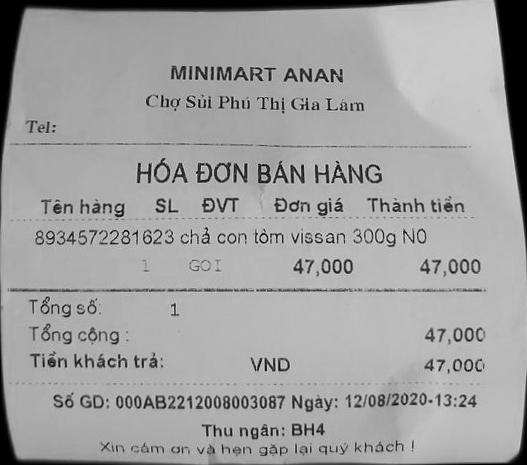 MINIMART ANAN
Chợ Sủi Phú Thị Gia Lâm
Tel:
HÓA ĐƠN BÁN HÀNG
Tên hàng SL ĐVT Đơn giá Thành tiền
8934572281623 chả con tôm vissan 300g N0
1 GOI 47,000 47,000
Tổng số: 1
Tổng cộng : 47,000
Tiền khách trả: VND 47,000
Số GD: 000AB2212008003087 Ngày: 12/08/2020-13:24
Thu ngân: BH4
Xin cảm ơn và hẹn gặp lại quý khách !